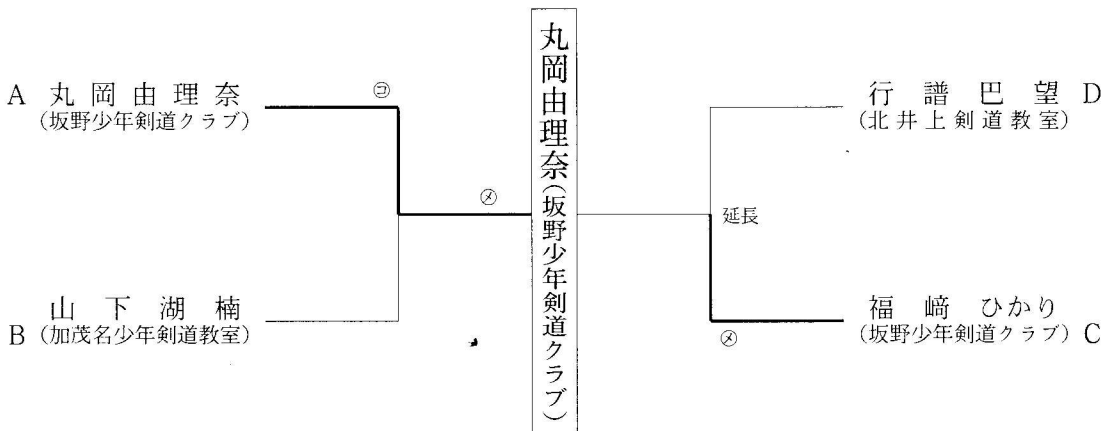 A 丸岡由理奈
(坂野少年剣道クラブ)
㋙
B 山下湖楠
(加茂名少年剣道教室)
㋱
丸岡由理奈(坂野少年剣道クラブ)
延長
行譜巴望 D
(北井上剣道教室)
福﨑ひかり
(坂野少年剣道クラブ) C
㋱